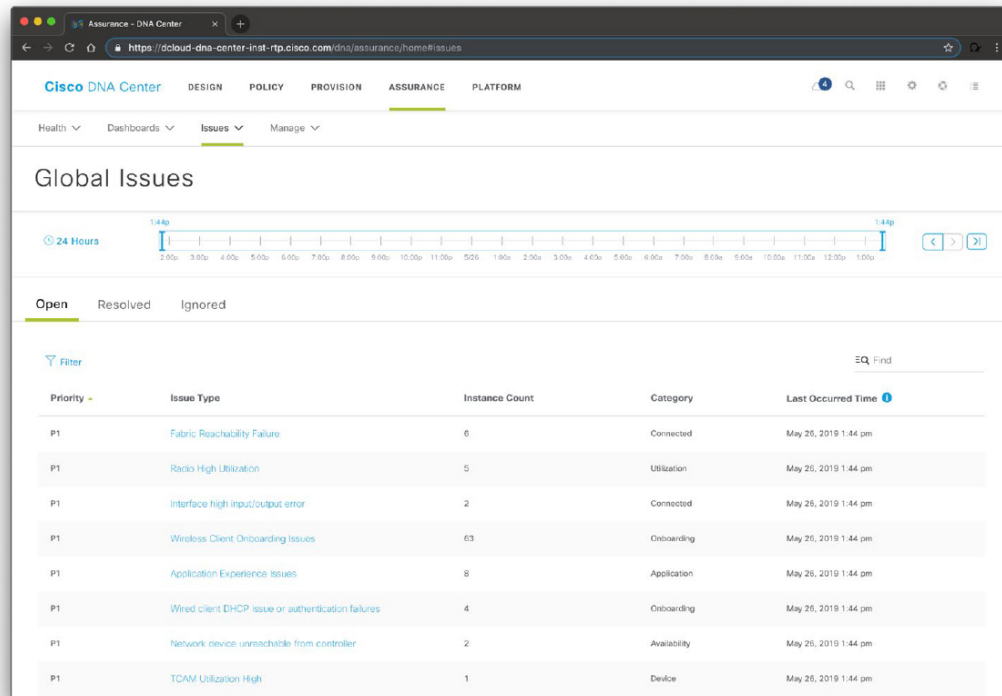 Assurance - DNA Center
https://dcloud-dna-center-inst-rtp.cisco.com/dna/assurance/home#issues
Cisco DNA Center DESIGN POLICY PROVISION ASSURANCE PLATFORM 4
Health Dashboards Issues Manage
Global Issues
1:44p 1:44p
24 Hours
2:00p 3:00p 4:00p 5:00p 6:00p 7:00p 8:00p 9:00p 10:00p 11:00p 5/26 1:00a 2:00a 3:00a 4:00a 5:00a 6:00a 7:00a 8:00a 9:00a 10:00a 11:00a 12:00p 1:00p
Open Resolved Ignored
Filter Find
Priority Issue Type Instance Count Category Last Occurred Time
P1 Fabric Reachability Failure 6 Connected May 26, 2019 1:44 pm
P1 Radio High Utilization 5 Utilization May 26, 2019 1:44 pm
P1 Interface high input/output error 2 Connected May 26, 2019 1:44 pm
P1 Wireless Client Onboarding Issues 63 Onboarding May 26, 2019 1:44 pm
P1 Application Experience Issues 8 Application May 26, 2019 1:44 pm
P1 Wired client DHCP issue or authentication failures 4 Onboarding May 26, 2019 1:44 pm
P1 Network device unreachable from controller 2 Availability May 26, 2019 1:44 pm
P1 TCAM Utilization High 1 Device May 26, 2019 1:44 pm